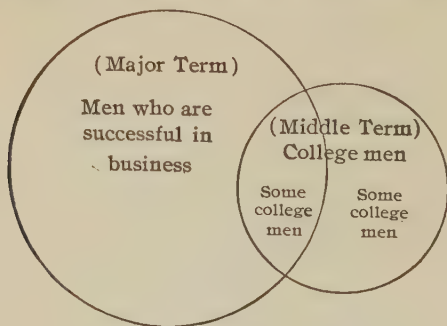 (Major Term)
Men who are
successful in
business
(Middle Term)
College men
Some
college
men
Some
college
men